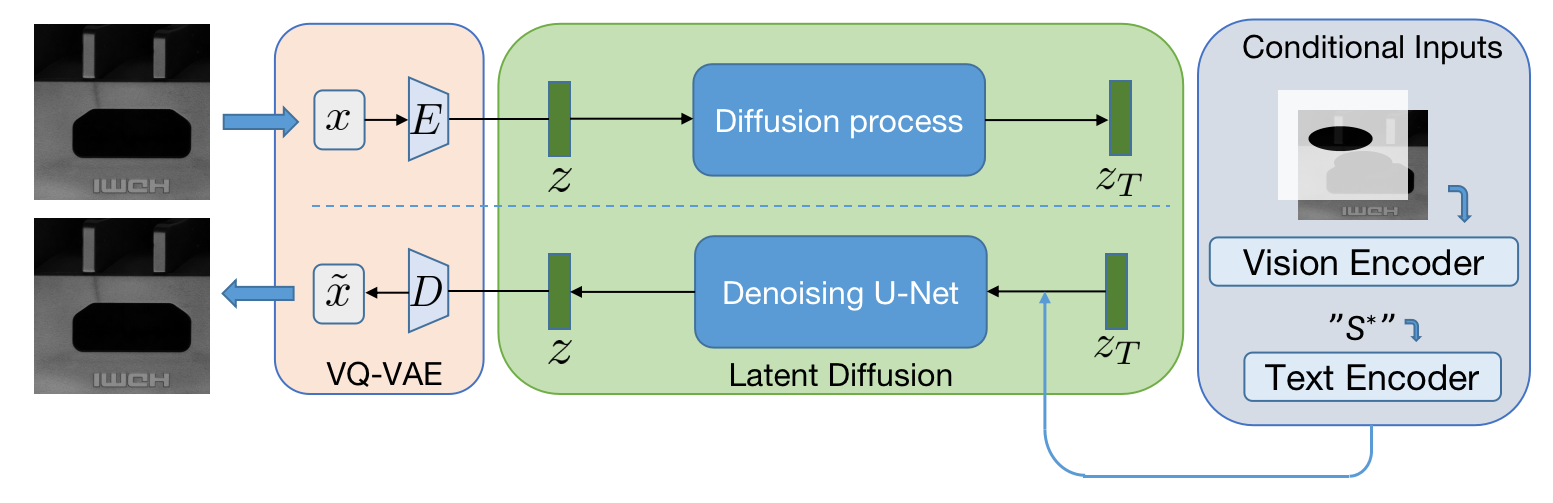 Conditional Inputs
x
E
Diffusion process
z
z_T
Vision Encoder
x̃
D
Denoising U-Net
"S*"
z
z_T
VQ-VAE
Latent Diffusion
Text Encoder